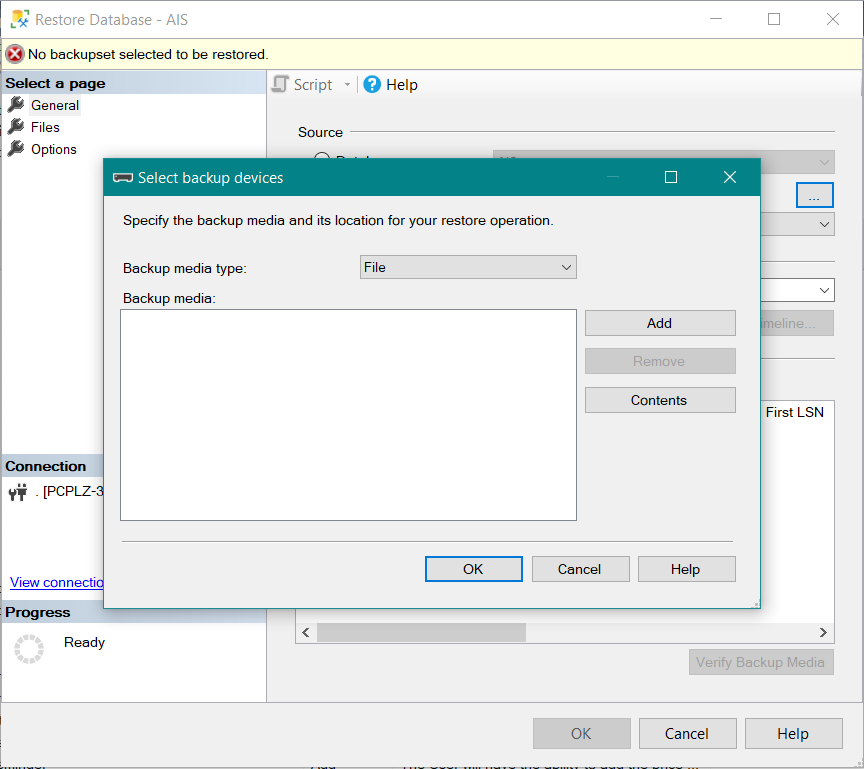 Restore Database - AIS
No backupset selected to be restored.
Select a page
General
Files
Options
Script
Help
Source
...
Select backup devices
Specify the backup media and its location for your restore operation.
Backup media type:
File
Backup media:
Add
Remove
Contents
OK
Cancel
Help
imeline...
First LSN
Connection
. [PCPLZ-3
View connectio
Progress
Ready
Verify Backup Media
OK
Cancel
Help